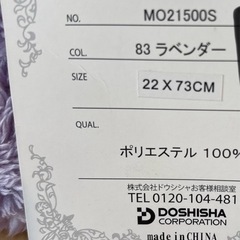 NO. MO21500S
COL. 83 ラベンダー
SIZE 22 X 73CM
QUAL.
ポリエステル 100%
株式会社ドウシシャお客様相談室
TEL 0120-104-481
DOSHISHA
CORPORATION
made in CHINA